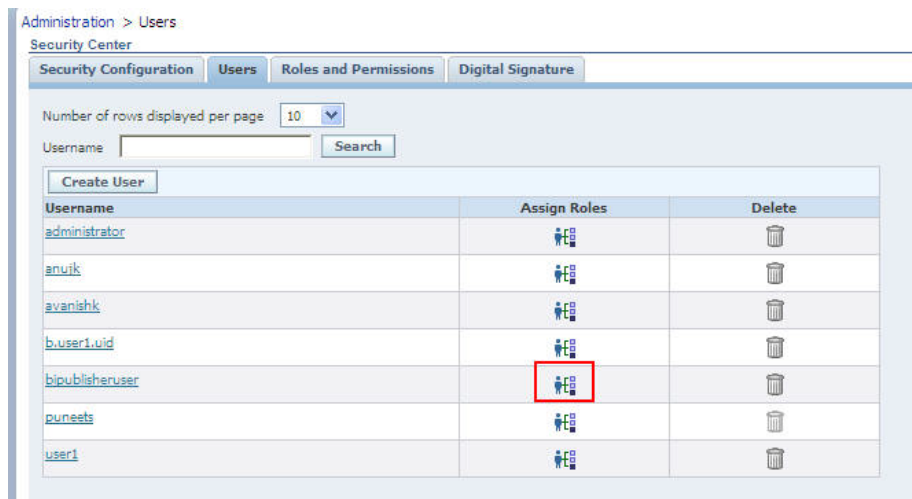 Administration > Users
Security Center
Security Configuration Users Roles and Permissions Digital Signature
Number of rows displayed per page 10
Username Search
Create User
Username Assign Roles Delete
administrator
anujk
avanishk
b.user1.uid
bipublisheruser
puneets
user1